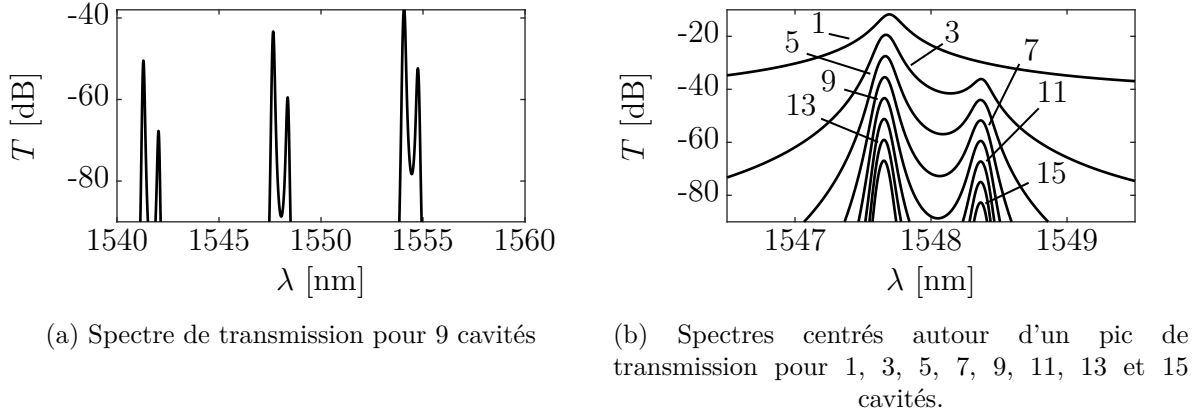 -40
-60
-80
T [dB]
1540
1545
1550
1555
1560
λ [nm]
(a) Spectre de transmission pour 9 cavités
-20
-40
-60
-80
T [dB]
1
3
5
7
9
11
13
15
1547
1548
1549
λ [nm]
(b) Spectres centrés autour d'un pic de
transmission pour 1, 3, 5, 7, 9, 11, 13 et 15
cavités.